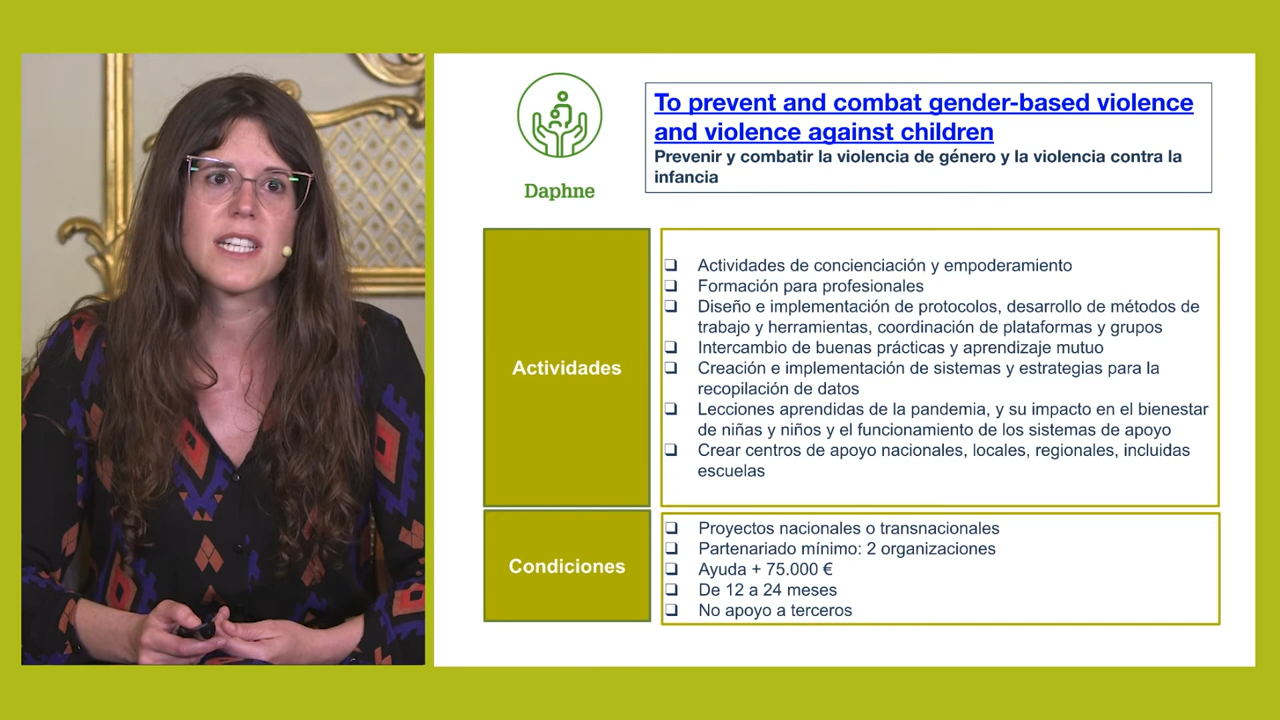 To prevent and combat gender-based violence
and violence against children
Prevenir y combatir la violencia de género y la violencia contra la
infancia
Daphne
Actividades
❑ Actividades de concienciación y empoderamiento
❑ Formación para profesionales
❑ Diseño e implementación de protocolos, desarrollo de métodos de
trabajo y herramientas, coordinación de plataformas y grupos
❑ Intercambio de buenas prácticas y aprendizaje mutuo
❑ Creación e implementación de sistemas y estrategias para la
recopilación de datos
❑ Lecciones aprendidas de la pandemia, y su impacto en el bienestar
de niñas y niños y el funcionamiento de los sistemas de apoyo
❑ Crear centros de apoyo nacionales, locales, regionales, incluidas
escuelas
Condiciones
❑ Proyectos nacionales o transnacionales
❑ Partenariado mínimo: 2 organizaciones
❑ Ayuda + 75.000 €
❑ De 12 a 24 meses
❑ No apoyo a terceros